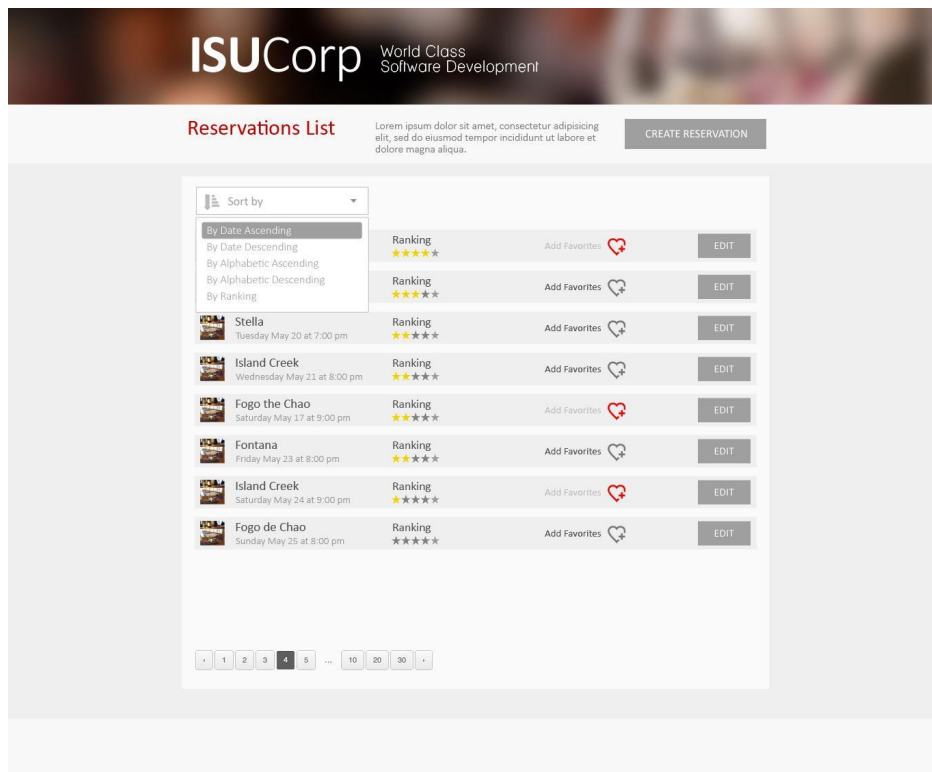 ISUCorp World Class
Software Development
Reservations List
Lorem ipsum dolor sit amet, consectetur adipisicing
elit, sed do eiusmod tempor incididunt ut labore et
dolore magna aliqua.
CREATE RESERVATION
Sort by
By Date Ascending
By Date Descending
By Alphabetic Ascending
By Alphabetic Descending
By Ranking
Ranking
Add Favorites
EDIT
Ranking
Add Favorites
EDIT
Stella
Tuesday May 20 at 7:00 pm
Ranking
Add Favorites
EDIT
Island Creek
Wednesday May 21 at 8:00 pm
Ranking
Add Favorites
EDIT
Fogo the Chao
Saturday May 17 at 9:00 pm
Ranking
Add Favorites
EDIT
Fontana
Friday May 23 at 8:00 pm
Ranking
Add Favorites
EDIT
Island Creek
Saturday May 24 at 9:00 pm
Ranking
Add Favorites
EDIT
Fogo de Chao
Sunday May 25 at 8:00 pm
Ranking
Add Favorites
EDIT
‹ 1 2 3 4 5 ... 10 20 30 ›